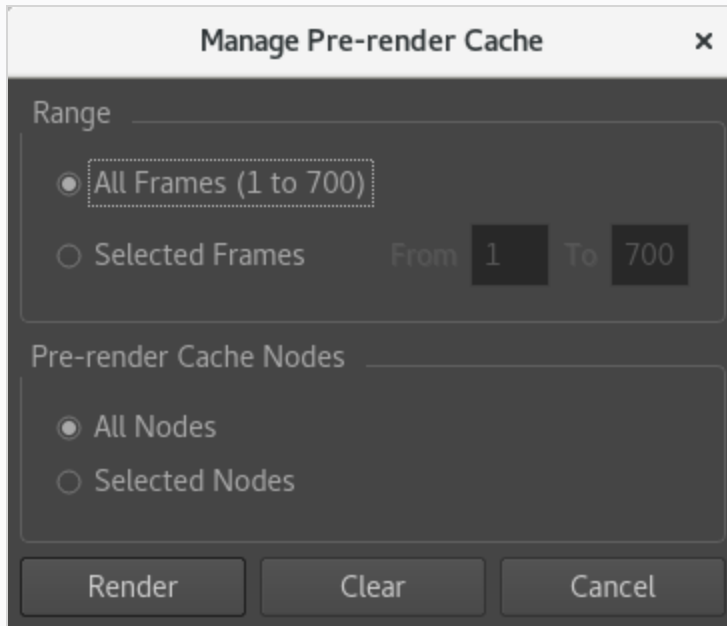 Manage Pre-render Cache ×
Range
All Frames (1 to 700)
Selected Frames From 1 To 700
Pre-render Cache Nodes
All Nodes
Selected Nodes
Render Clear Cancel